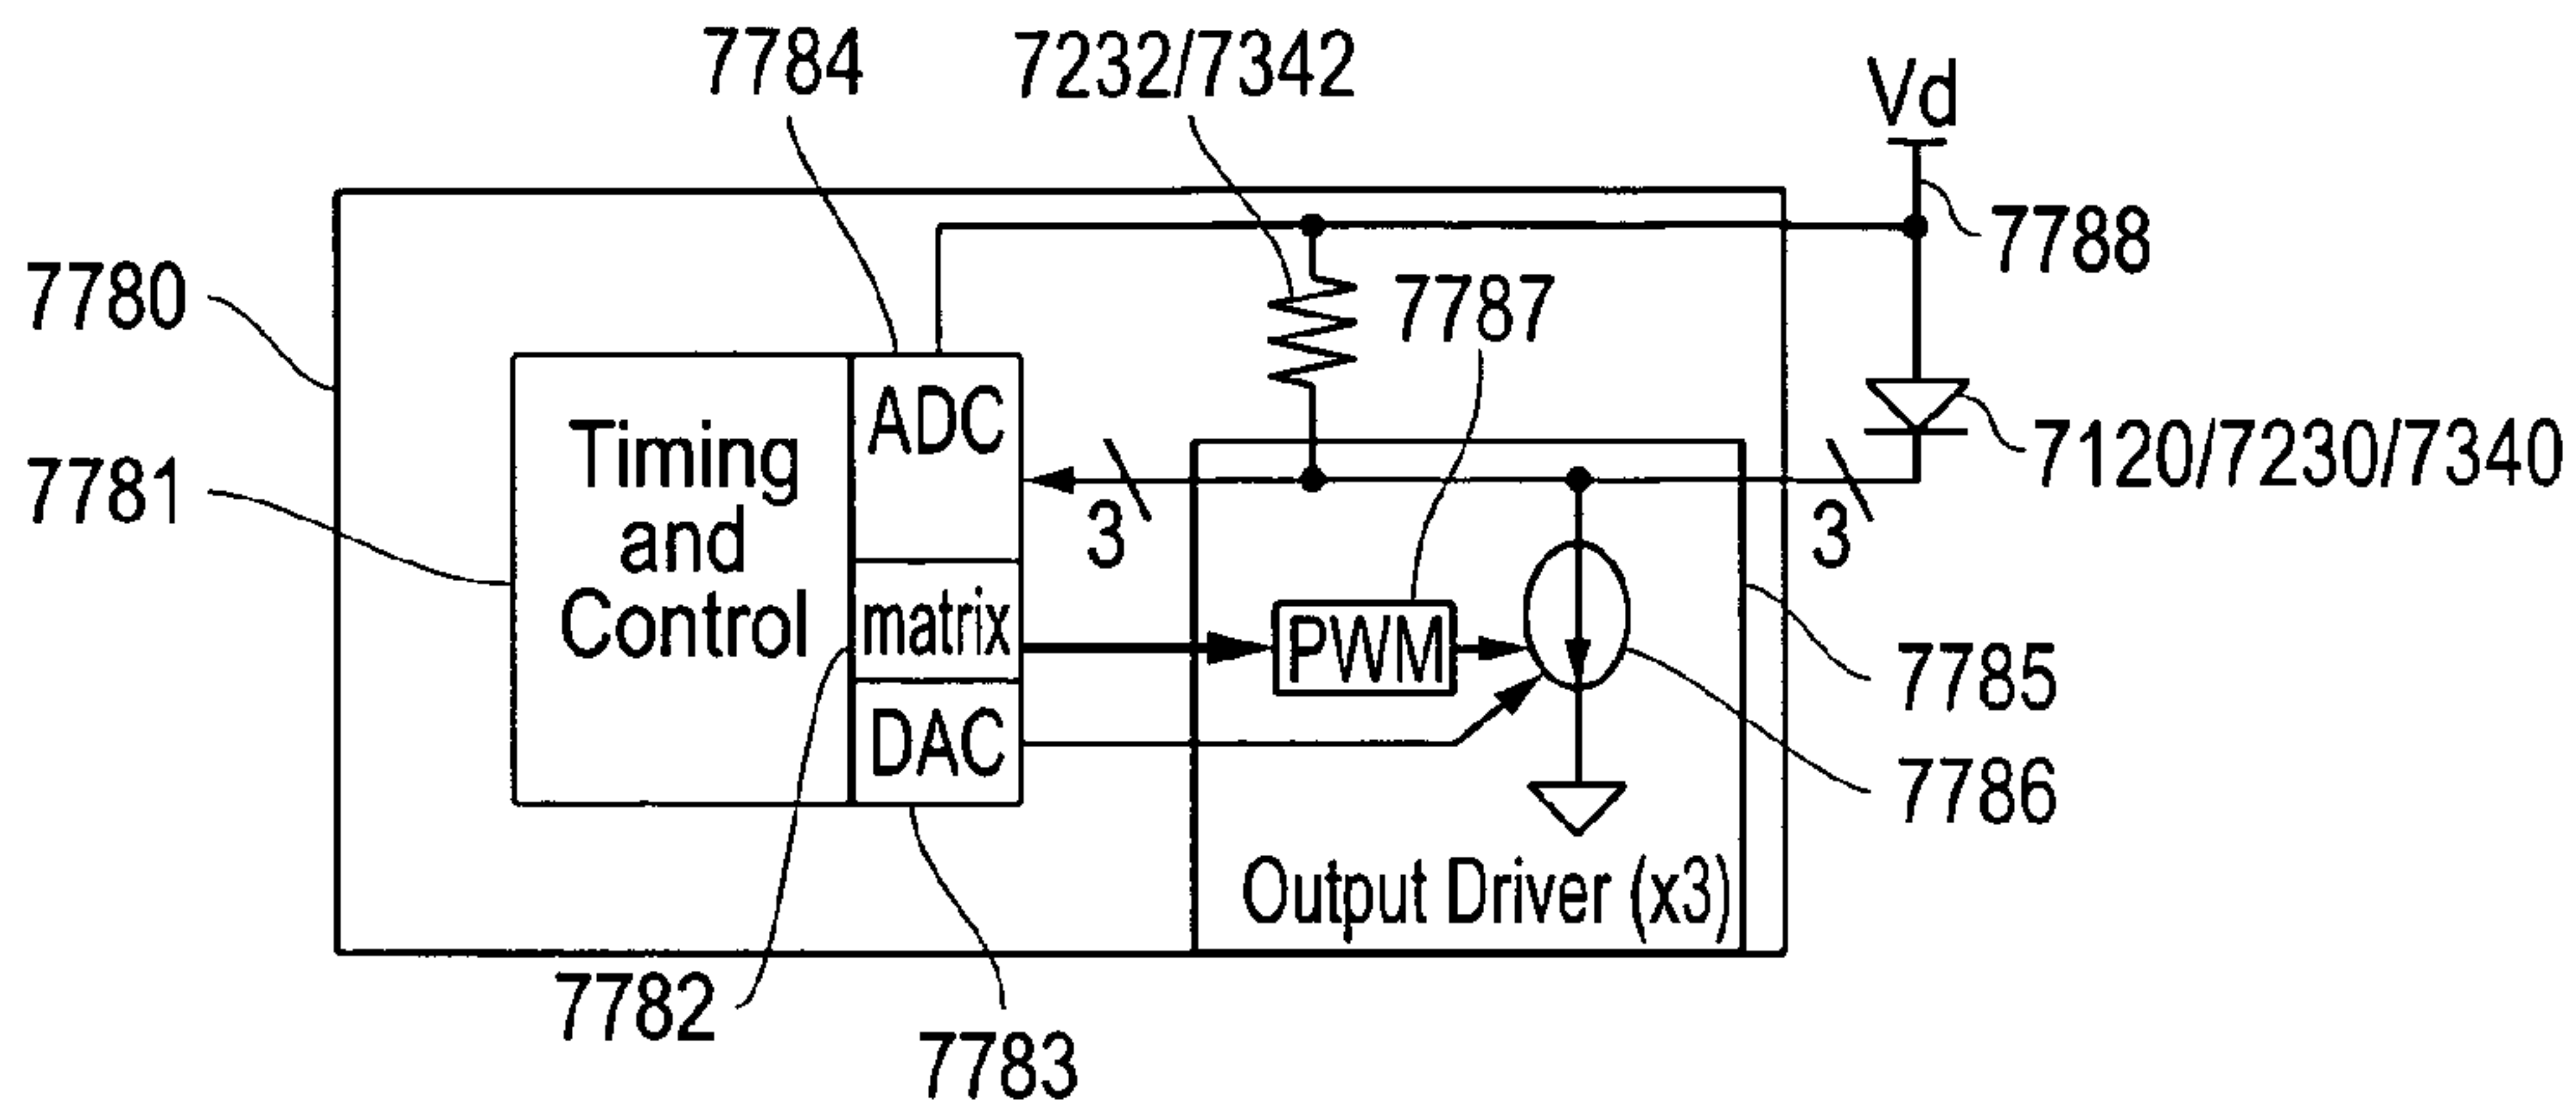 7784
7232/7342
Vd
7788
7780
7787
ADC
Timing
and
Control
7781
3
3
7120/7230/7340
matrix
PWM
7785
DAC
7786
Output Driver (x3)
7782
7783